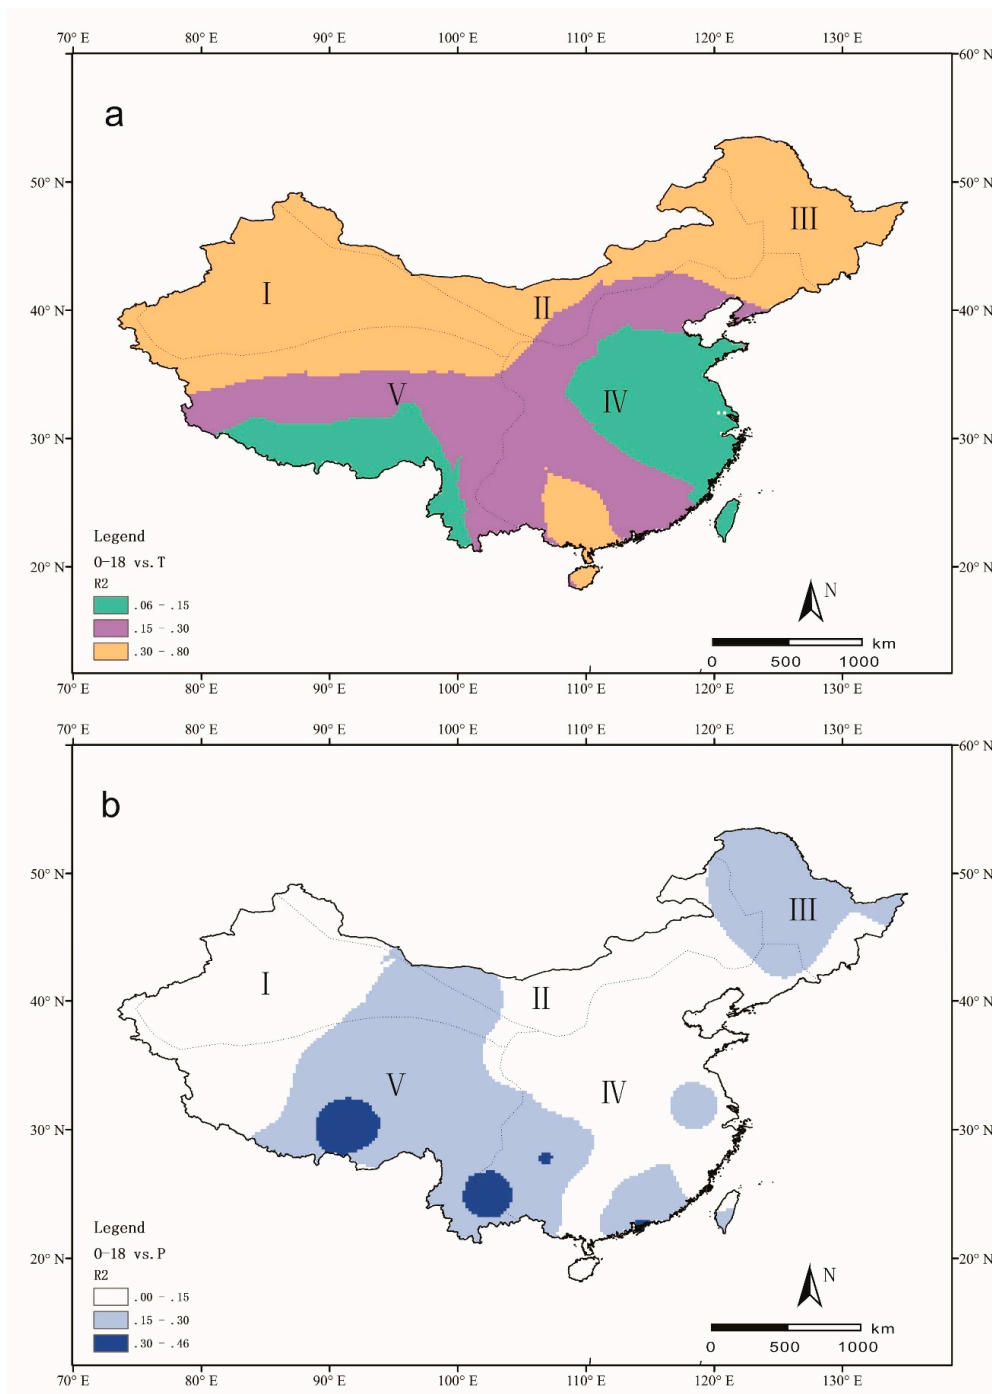 70° E 80° E 90° E 100° E 110° E 120° E 130° E
60° N
a
50° N 50° N
III
I
II
40° N 40° N
V
IV
30° N 30° N
Legend
O-18 vs.T
R2
20° N 20° N
.06 - .15
N
.15 - .30
.30 - .80
km
0 500 1000
70° E 80° E 90° E 100° E 110° E 120° E 130° E
70° E 80° E 90° E 100° E 110° E 120° E 130° E
60° N
b
50° N 50° N
III
I
II
40° N 40° N
V
IV
30° N 30° N
Legend
O-18 vs.P
20° N 20° N
R2
N
.00 - .15
.15 - .30
km
.30 - .46
0 500 1000
70° E 80° E 90° E 100° E 110° E 120° E 130° E